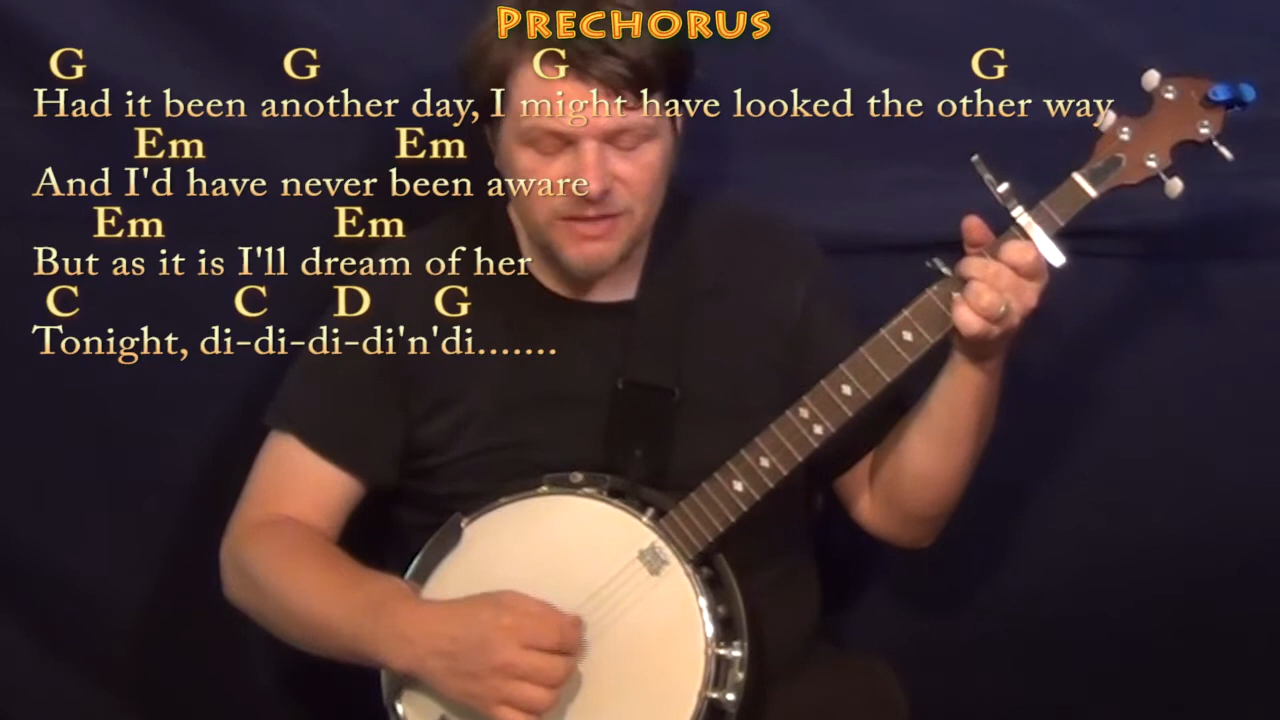 PRECHORUS
G G G G
Had it been another day, I might have looked the other way
Em Em
And I'd have never been aware
Em Em
But as it is I'll dream of her
C C D G
Tonight, di-di-di-di'n'di.......